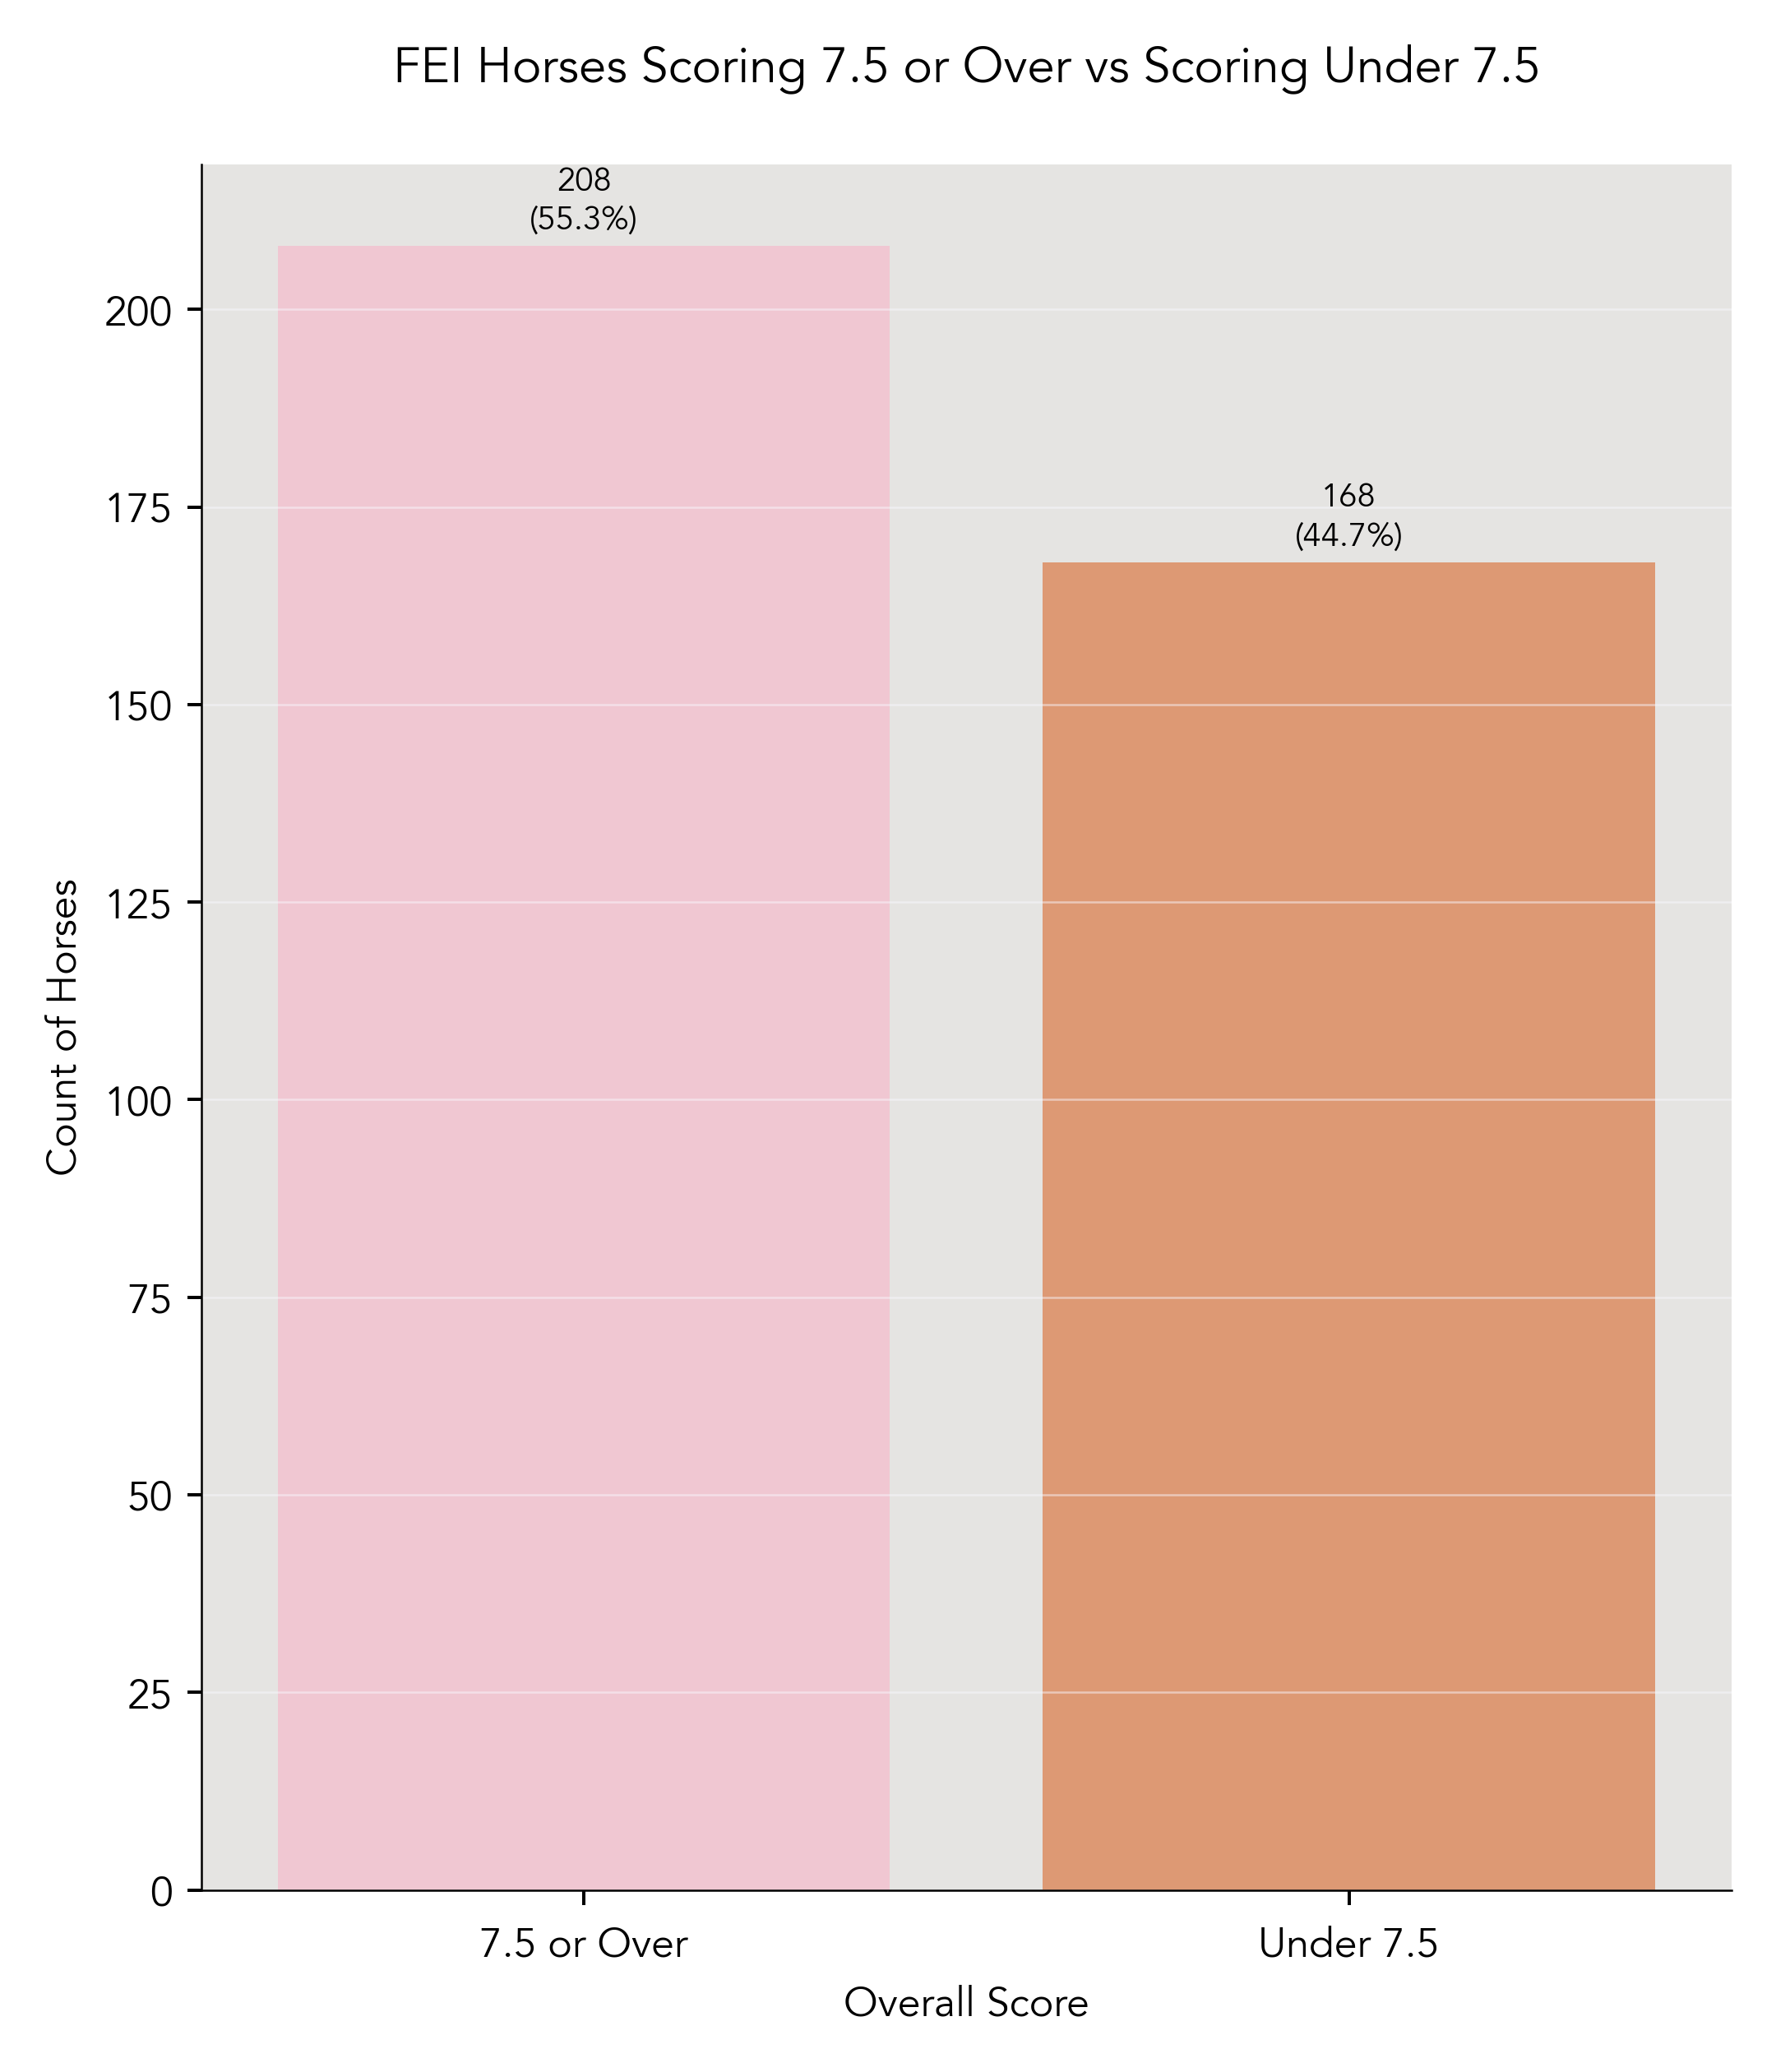 FEI Horses Scoring 7.5 or Over vs Scoring Under 7.5
208
(55.3%)
168
(44.7%)
200
175
150
125
100
75
50
25
0
Count of Horses
7.5 or Over
Under 7.5
Overall Score